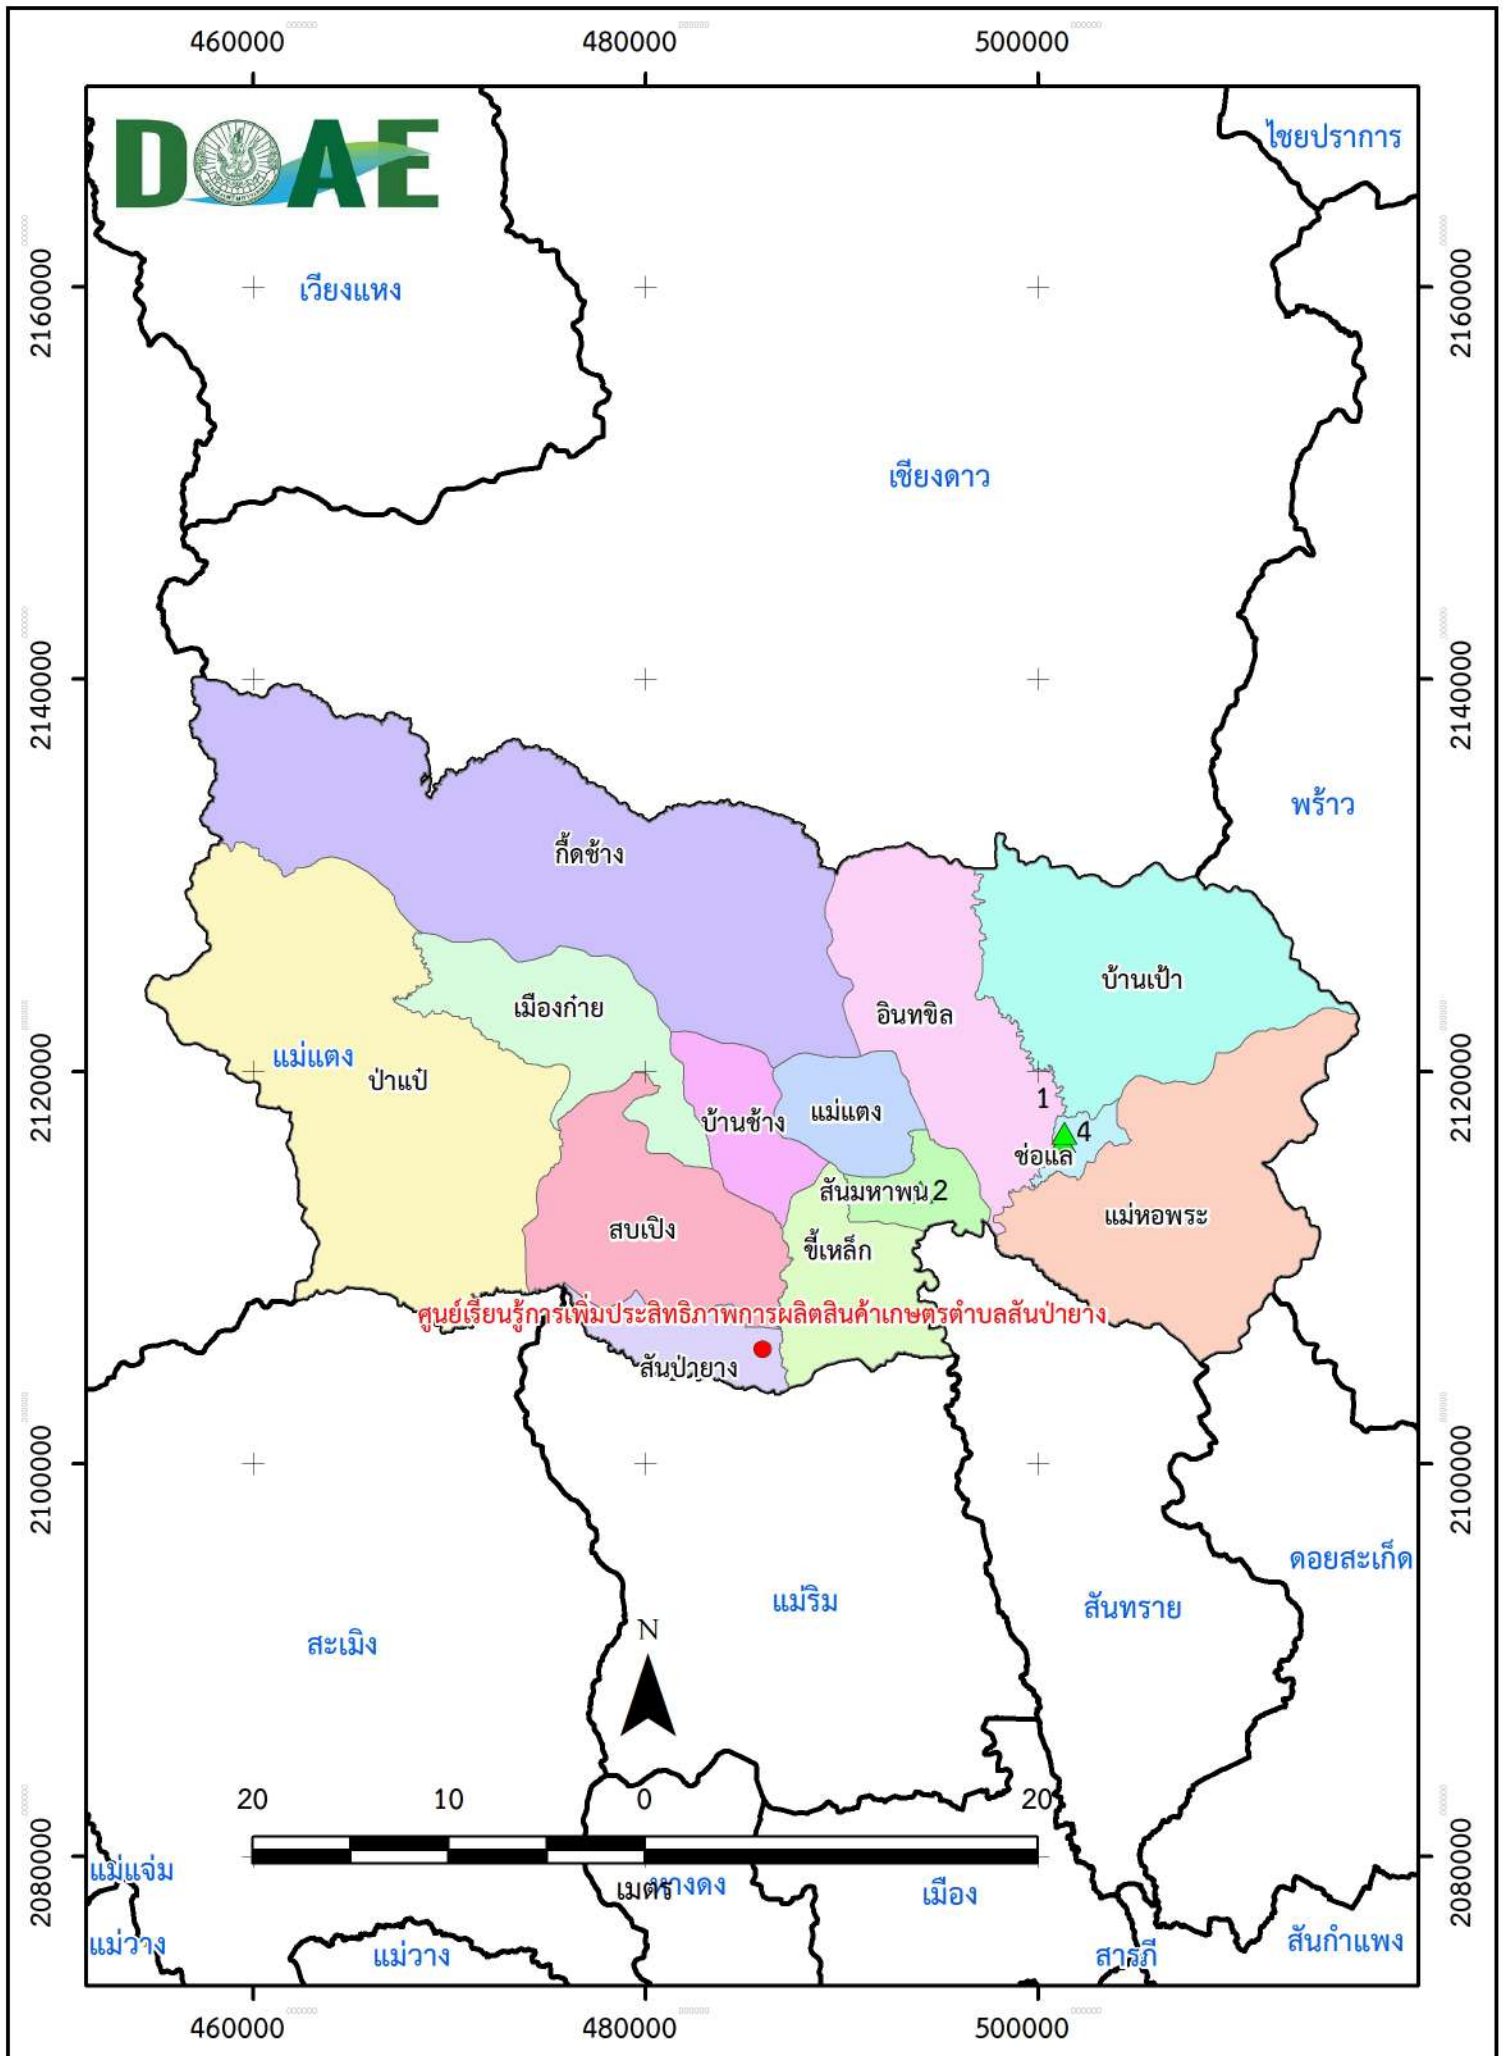 460000 480000 500000
DOAE
ไชยปราการ
2160000
เวียงแหง
2160000
เชียงดาว
2140000
2140000
พร้าว
กื้ดช้าง
บ้านเป้า
เมืองก๋าย
อินทขิล
2120000
แม่แตง
ป่าแป๋
1
2120000
บ้านช้าง
แม่แตง
4
ช่อแล
สันมหาพน 2
แม่หอพระ
สบเปิง
ขี้เหล็ก
ศูนย์เรียนรู้การเพิ่มประสิทธิภาพการผลิตสินค้าเกษตรตำบลสันป่ายาง
สันป่ายาง
2100000
2100000
ดอยสะเก็ด
แม่ริม
สันทราย
สะเมิง
N
20 10 0 20
2080000
2080000
แม่แจ่ม
เมตร
หางดง
เมือง
แม่วาง
แม่วาง
สารภี
สันกำแพง
460000 480000 500000